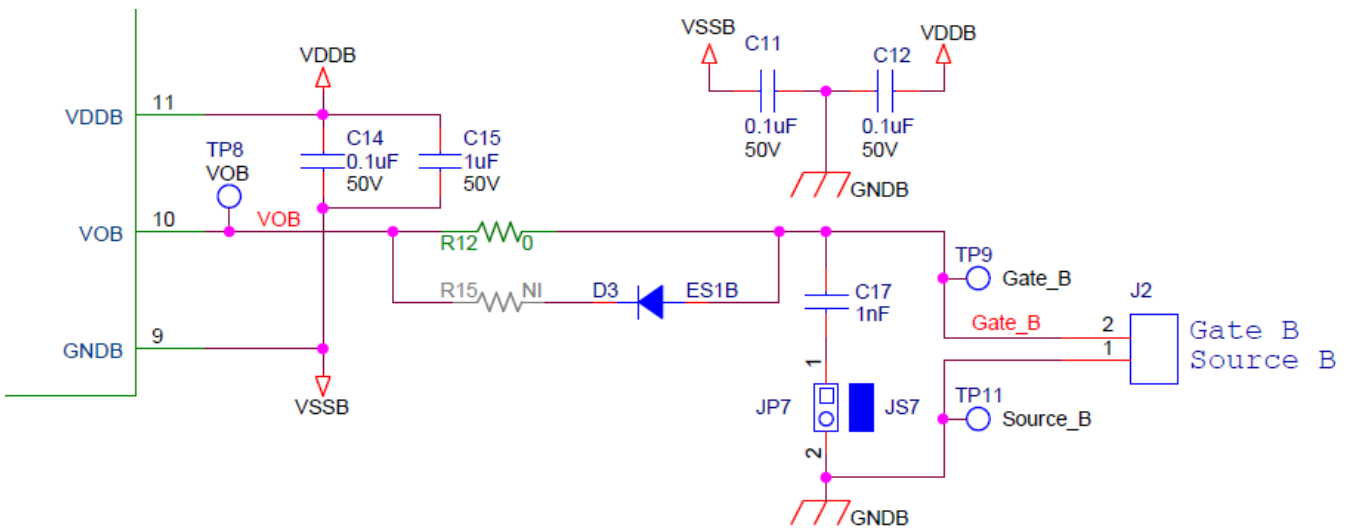 VDDB
VSSB
C11
C12
VDDB
VDDB
11
TP8
VOB
C14
0.1uF
50V
C15
1uF
50V
0.1uF
50V
0.1uF
50V
GNDB
VOB
10
VOB
R12
0
R15
NI
D3
ES1B
C17
1nF
TP9
Gate_B
J2
Gate_B
2
1
Gate B
Source B
GNDB
9
VSSB
1
JP7
JS7
2
TP11
Source_B
GNDB